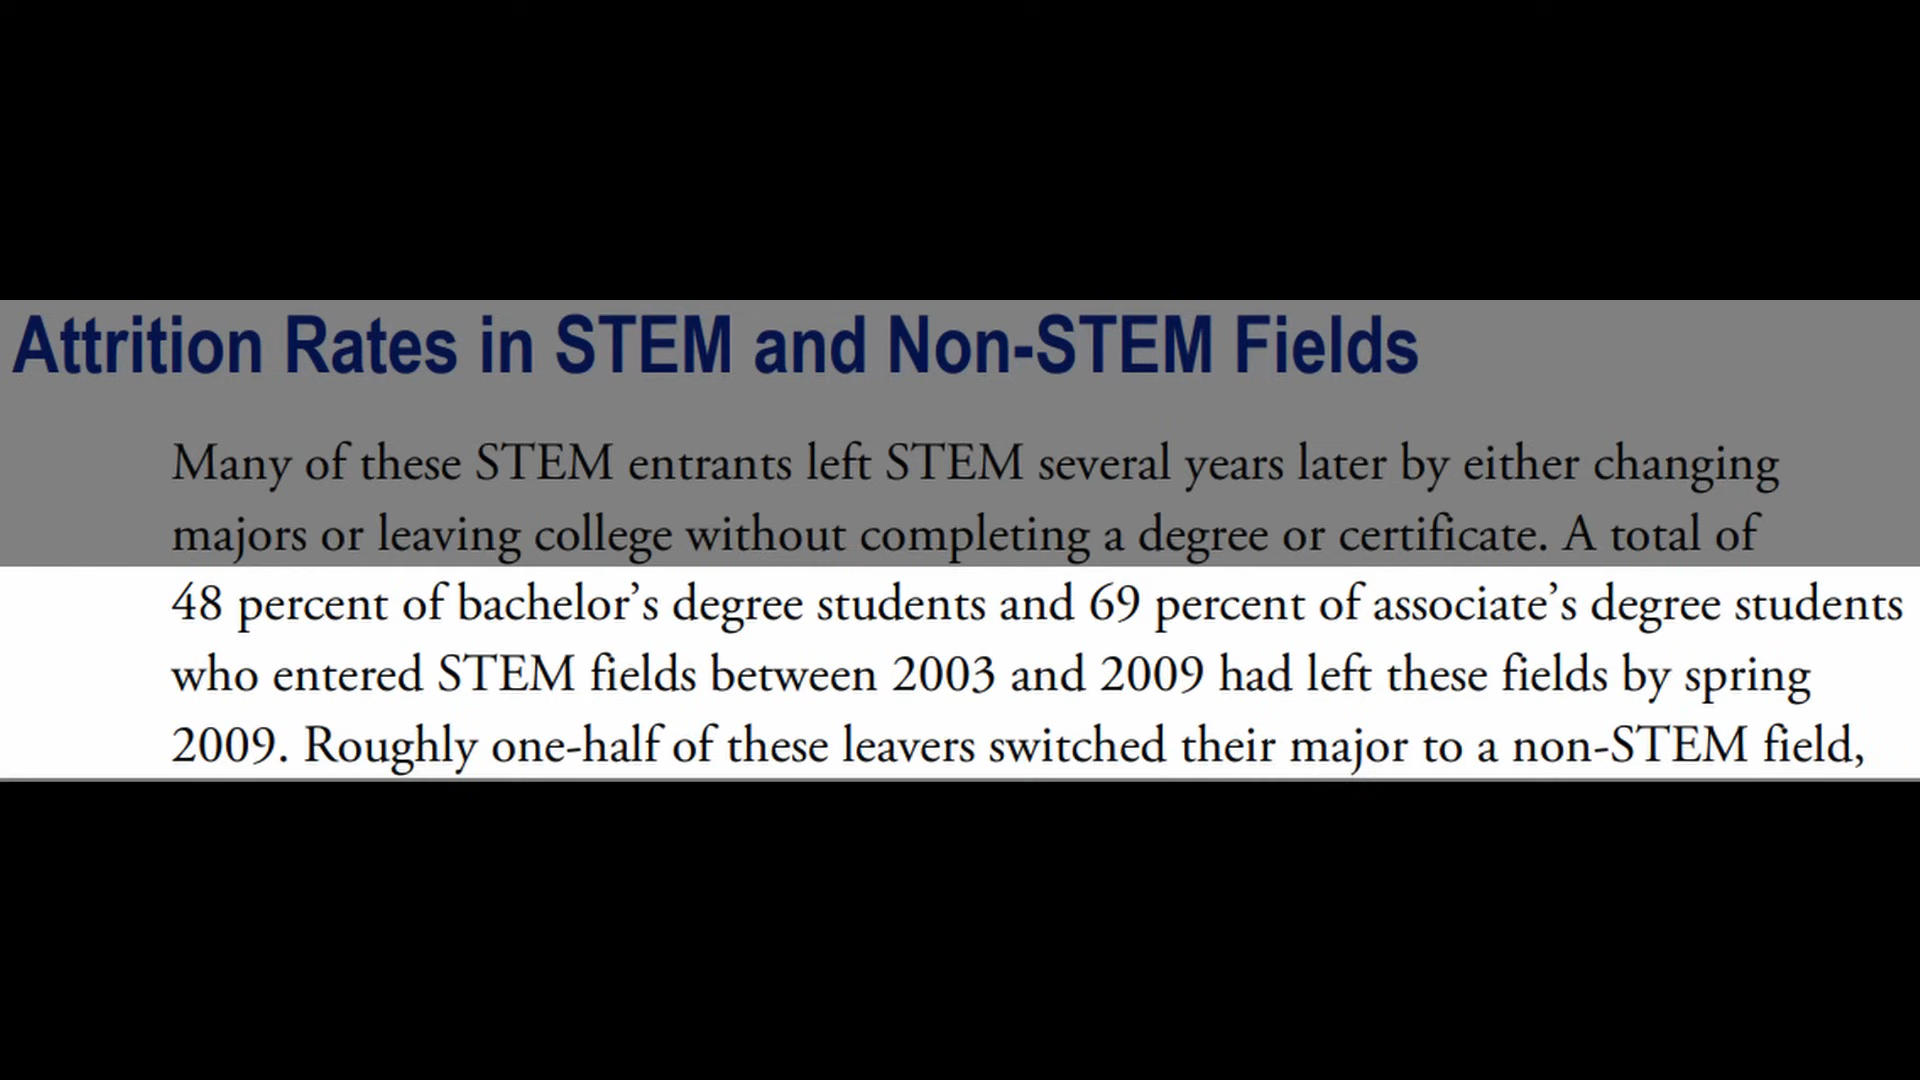 Attrition Rates in STEM and Non-STEM Fields
Many of these STEM entrants left STEM several years later by either changing
majors or leaving college without completing a degree or certificate. A total of
48 percent of bachelor’s degree students and 69 percent of associate’s degree students
who entered STEM fields between 2003 and 2009 had left these fields by spring
2009. Roughly one-half of these leavers switched their major to a non-STEM field,